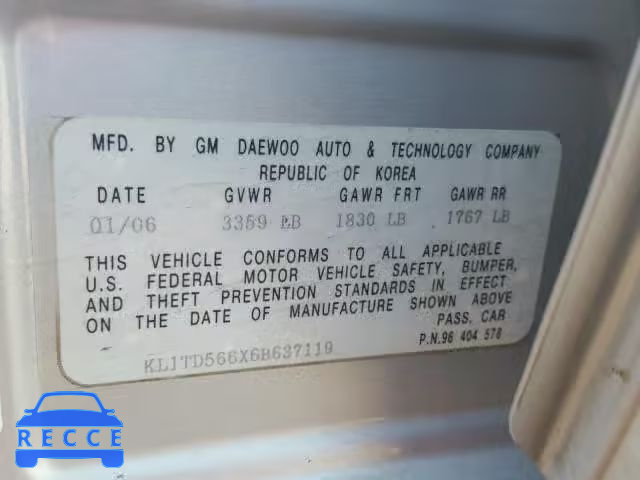 MFD. BY GM DAEWOO AUTO & TECHNOLOGY COMPANY
REPUBLIC OF KOREA
DATE GVWR GAWR FRT GAWR RR
01/06 3359 LB 1830 LB 1767 LB
THIS VEHICLE CONFORMS TO ALL APPLICABLE
U.S. FEDERAL MOTOR VEHICLE SAFETY, BUMPER,
AND THEFT PREVENTION STANDARDS IN EFFECT
ON THE DATE OF MANUFACTURE SHOWN ABOVE
PASS. CAR
P.N.96 404 578
KL1TD566X6B637119
RECCE